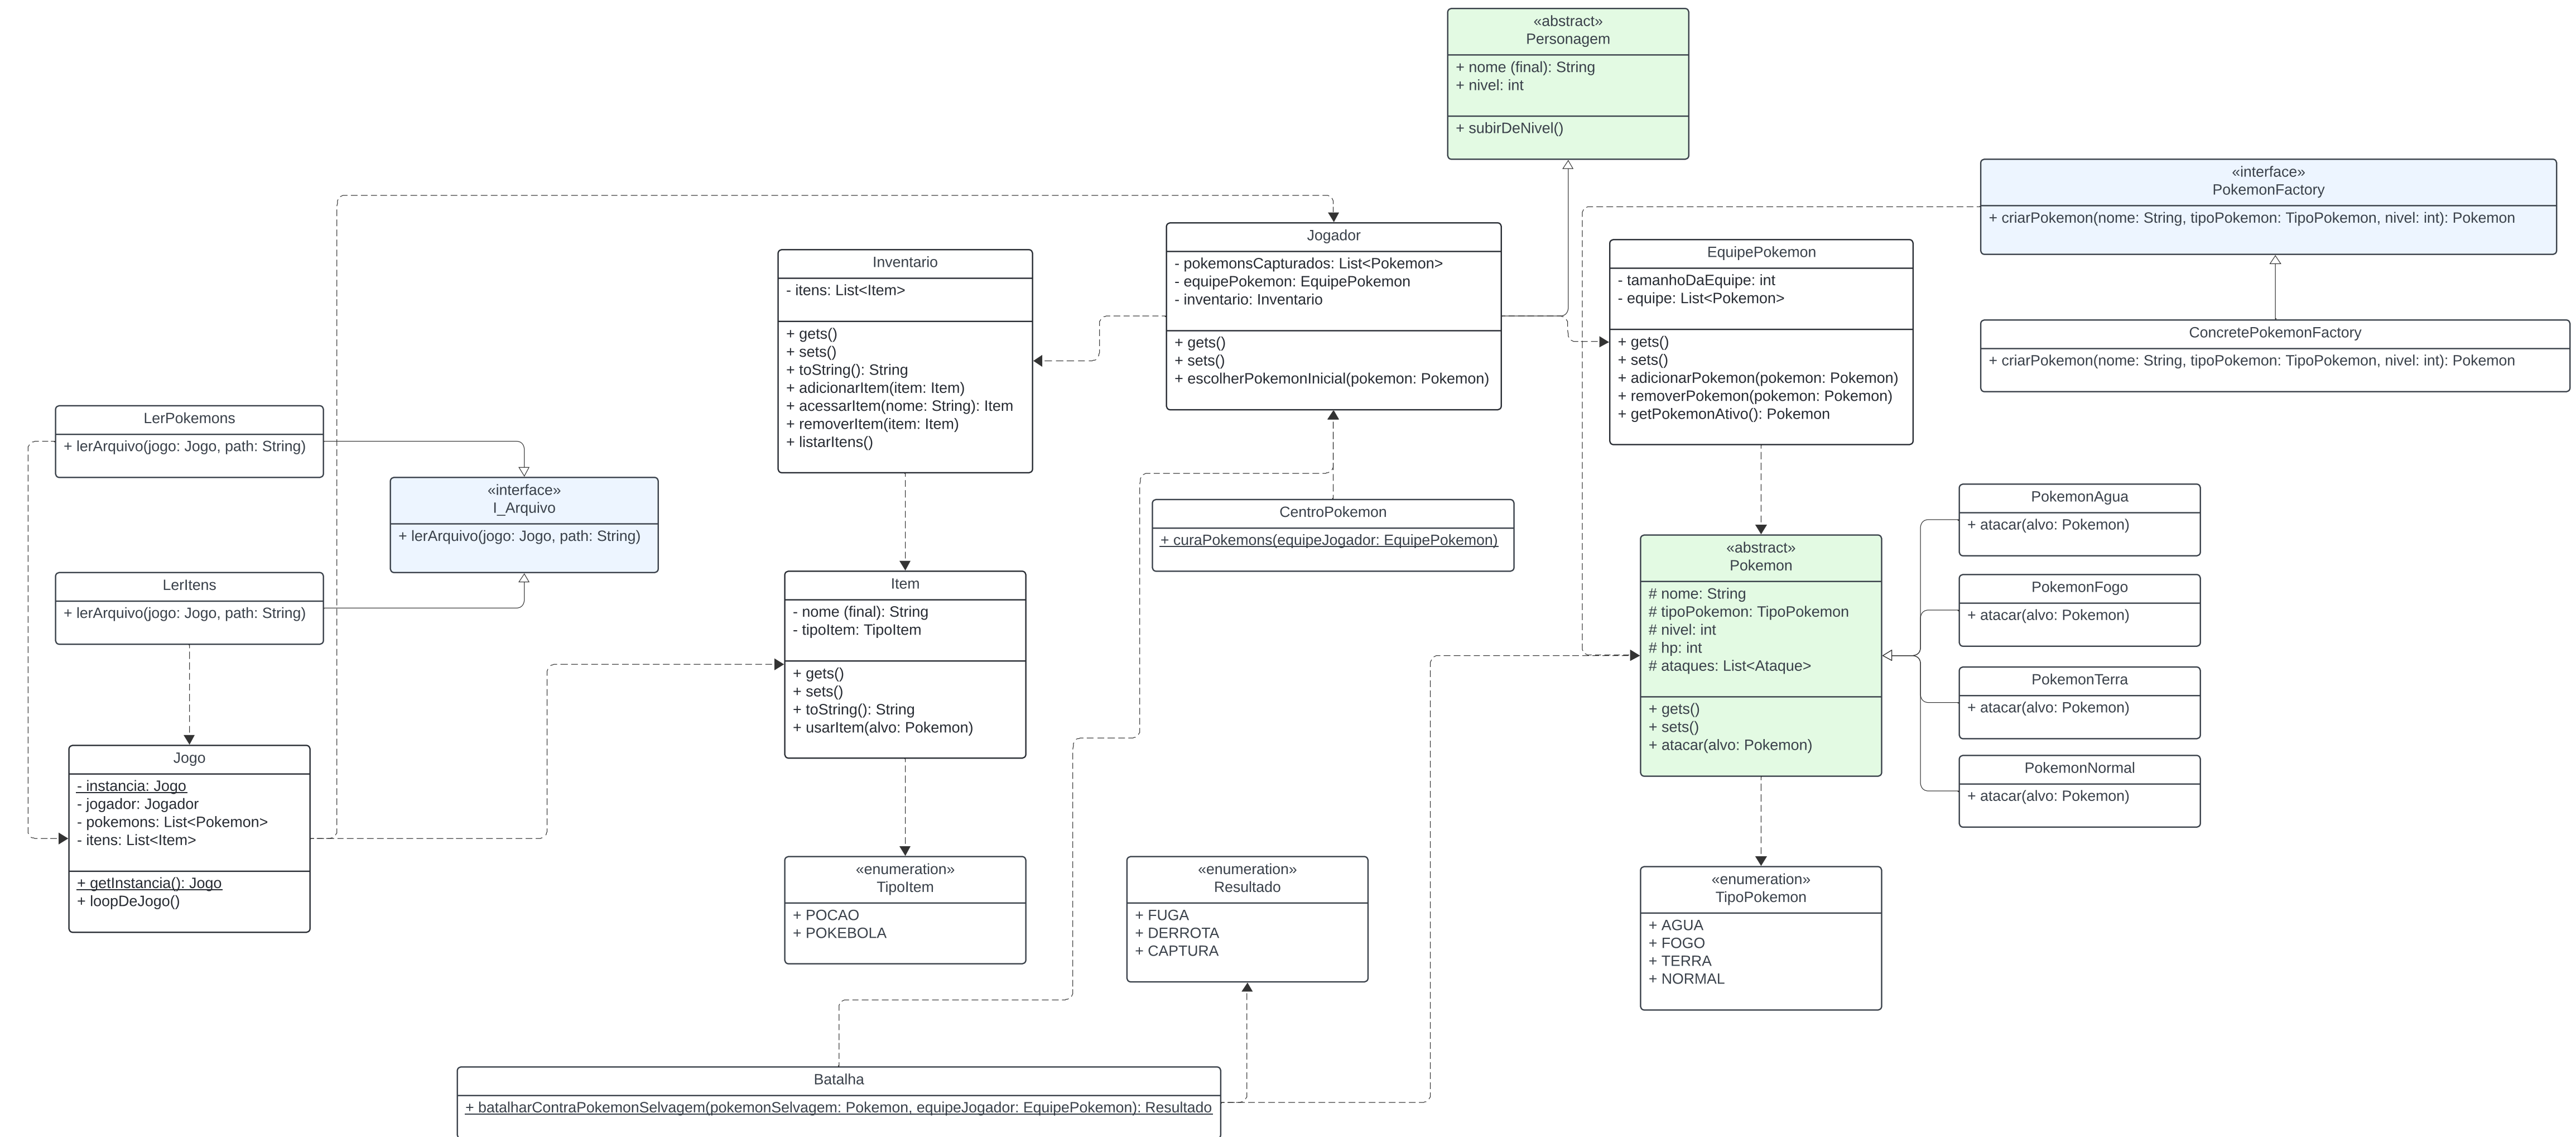 «abstract»
Personagem
+ nome (final): String
+ nivel: int
+ subirDeNivel()
«interface»
PokemonFactory
+ criarPokemon(nome: String, tipoPokemon: TipoPokemon, nivel: int): Pokemon
Jogador
- pokemonsCapturados: List<Pokemon>
- equipePokemon: EquipePokemon
- inventario: Inventario
+ gets()
+ sets()
+ escolherPokemonInicial(pokemon: Pokemon)
EquipePokemon
- tamanhoDaEquipe: int
- equipe: List<Pokemon>
+ gets()
+ sets()
+ adicionarPokemon(pokemon: Pokemon)
+ removerPokemon(pokemon: Pokemon)
+ getPokemonAtivo(): Pokemon
Inventario
- itens: List<Item>
+ gets()
+ sets()
+ toString(): String
+ adicionarItem(item: Item)
+ acessarItem(nome: String): Item
+ removerItem(item: Item)
+ listarItens()
ConcretePokemonFactory
+ criarPokemon(nome: String, tipoPokemon: TipoPokemon, nivel: int): Pokemon
LerPokemons
+ lerArquivo(jogo: Jogo, path: String)
«interface»
I_Arquivo
+ lerArquivo(jogo: Jogo, path: String)
CentroPokemon
+ curaPokemons(equipeJogador: EquipePokemon)
PokemonAgua
+ atacar(alvo: Pokemon)
«abstract»
Pokemon
# nome: String
# tipoPokemon: TipoPokemon
# nivel: int
# hp: int
# ataques: List<Ataque>
+ gets()
+ sets()
+ atacar(alvo: Pokemon)
PokemonFogo
+ atacar(alvo: Pokemon)
LerItens
+ lerArquivo(jogo: Jogo, path: String)
Item
- nome (final): String
- tipoItem: TipoItem
+ gets()
+ sets()
+ toString(): String
+ usarItem(alvo: Pokemon)
PokemonTerra
+ atacar(alvo: Pokemon)
PokemonNormal
+ atacar(alvo: Pokemon)
Jogo
- instancia: Jogo
- jogador: Jogador
- pokemons: List<Pokemon>
- itens: List<Item>
+ getInstancia(): Jogo
+ loopDeJogo()
«enumeration»
TipoItem
+ POCAO
+ POKEBOLA
«enumeration»
Resultado
+ FUGA
+ DERROTA
+ CAPTURA
«enumeration»
TipoPokemon
+ AGUA
+ FOGO
+ TERRA
+ NORMAL
Batalha
+ batalharContraPokemonSelvagem(pokemonSelvagem: Pokemon, equipeJogador: EquipePokemon): Resultado